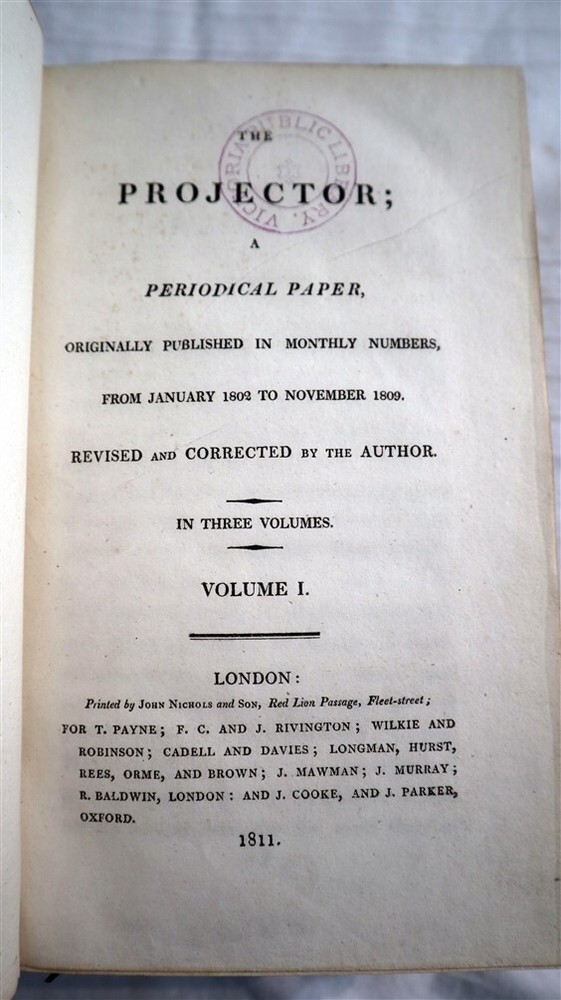 THE
PROJECTOR;
A
PERIODICAL PAPER,
ORIGINALLY PUBLISHED IN MONTHLY NUMBERS,
FROM JANUARY 1802 TO NOVEMBER 1809.
REVISED AND CORRECTED BY THE AUTHOR.
IN THREE VOLUMES.
VOLUME I.
LONDON:
Printed by JOHN NICHOLS and SON, Red Lion Passage, Fleet-street;
FOR T. PAYNE; F. C. AND J. RIVINGTON; WILKIE AND
ROBINSON; CADELL AND DAVIES; LONGMAN, HURST,
REES, ORME, AND BROWN; J. MAWMAN; J. MURRAY;
R. BALDWIN, LONDON: AND J. COOKE, AND J. PARKER,
OXFORD.
1811.
VICTORIA PUBLIC LIBRARY.